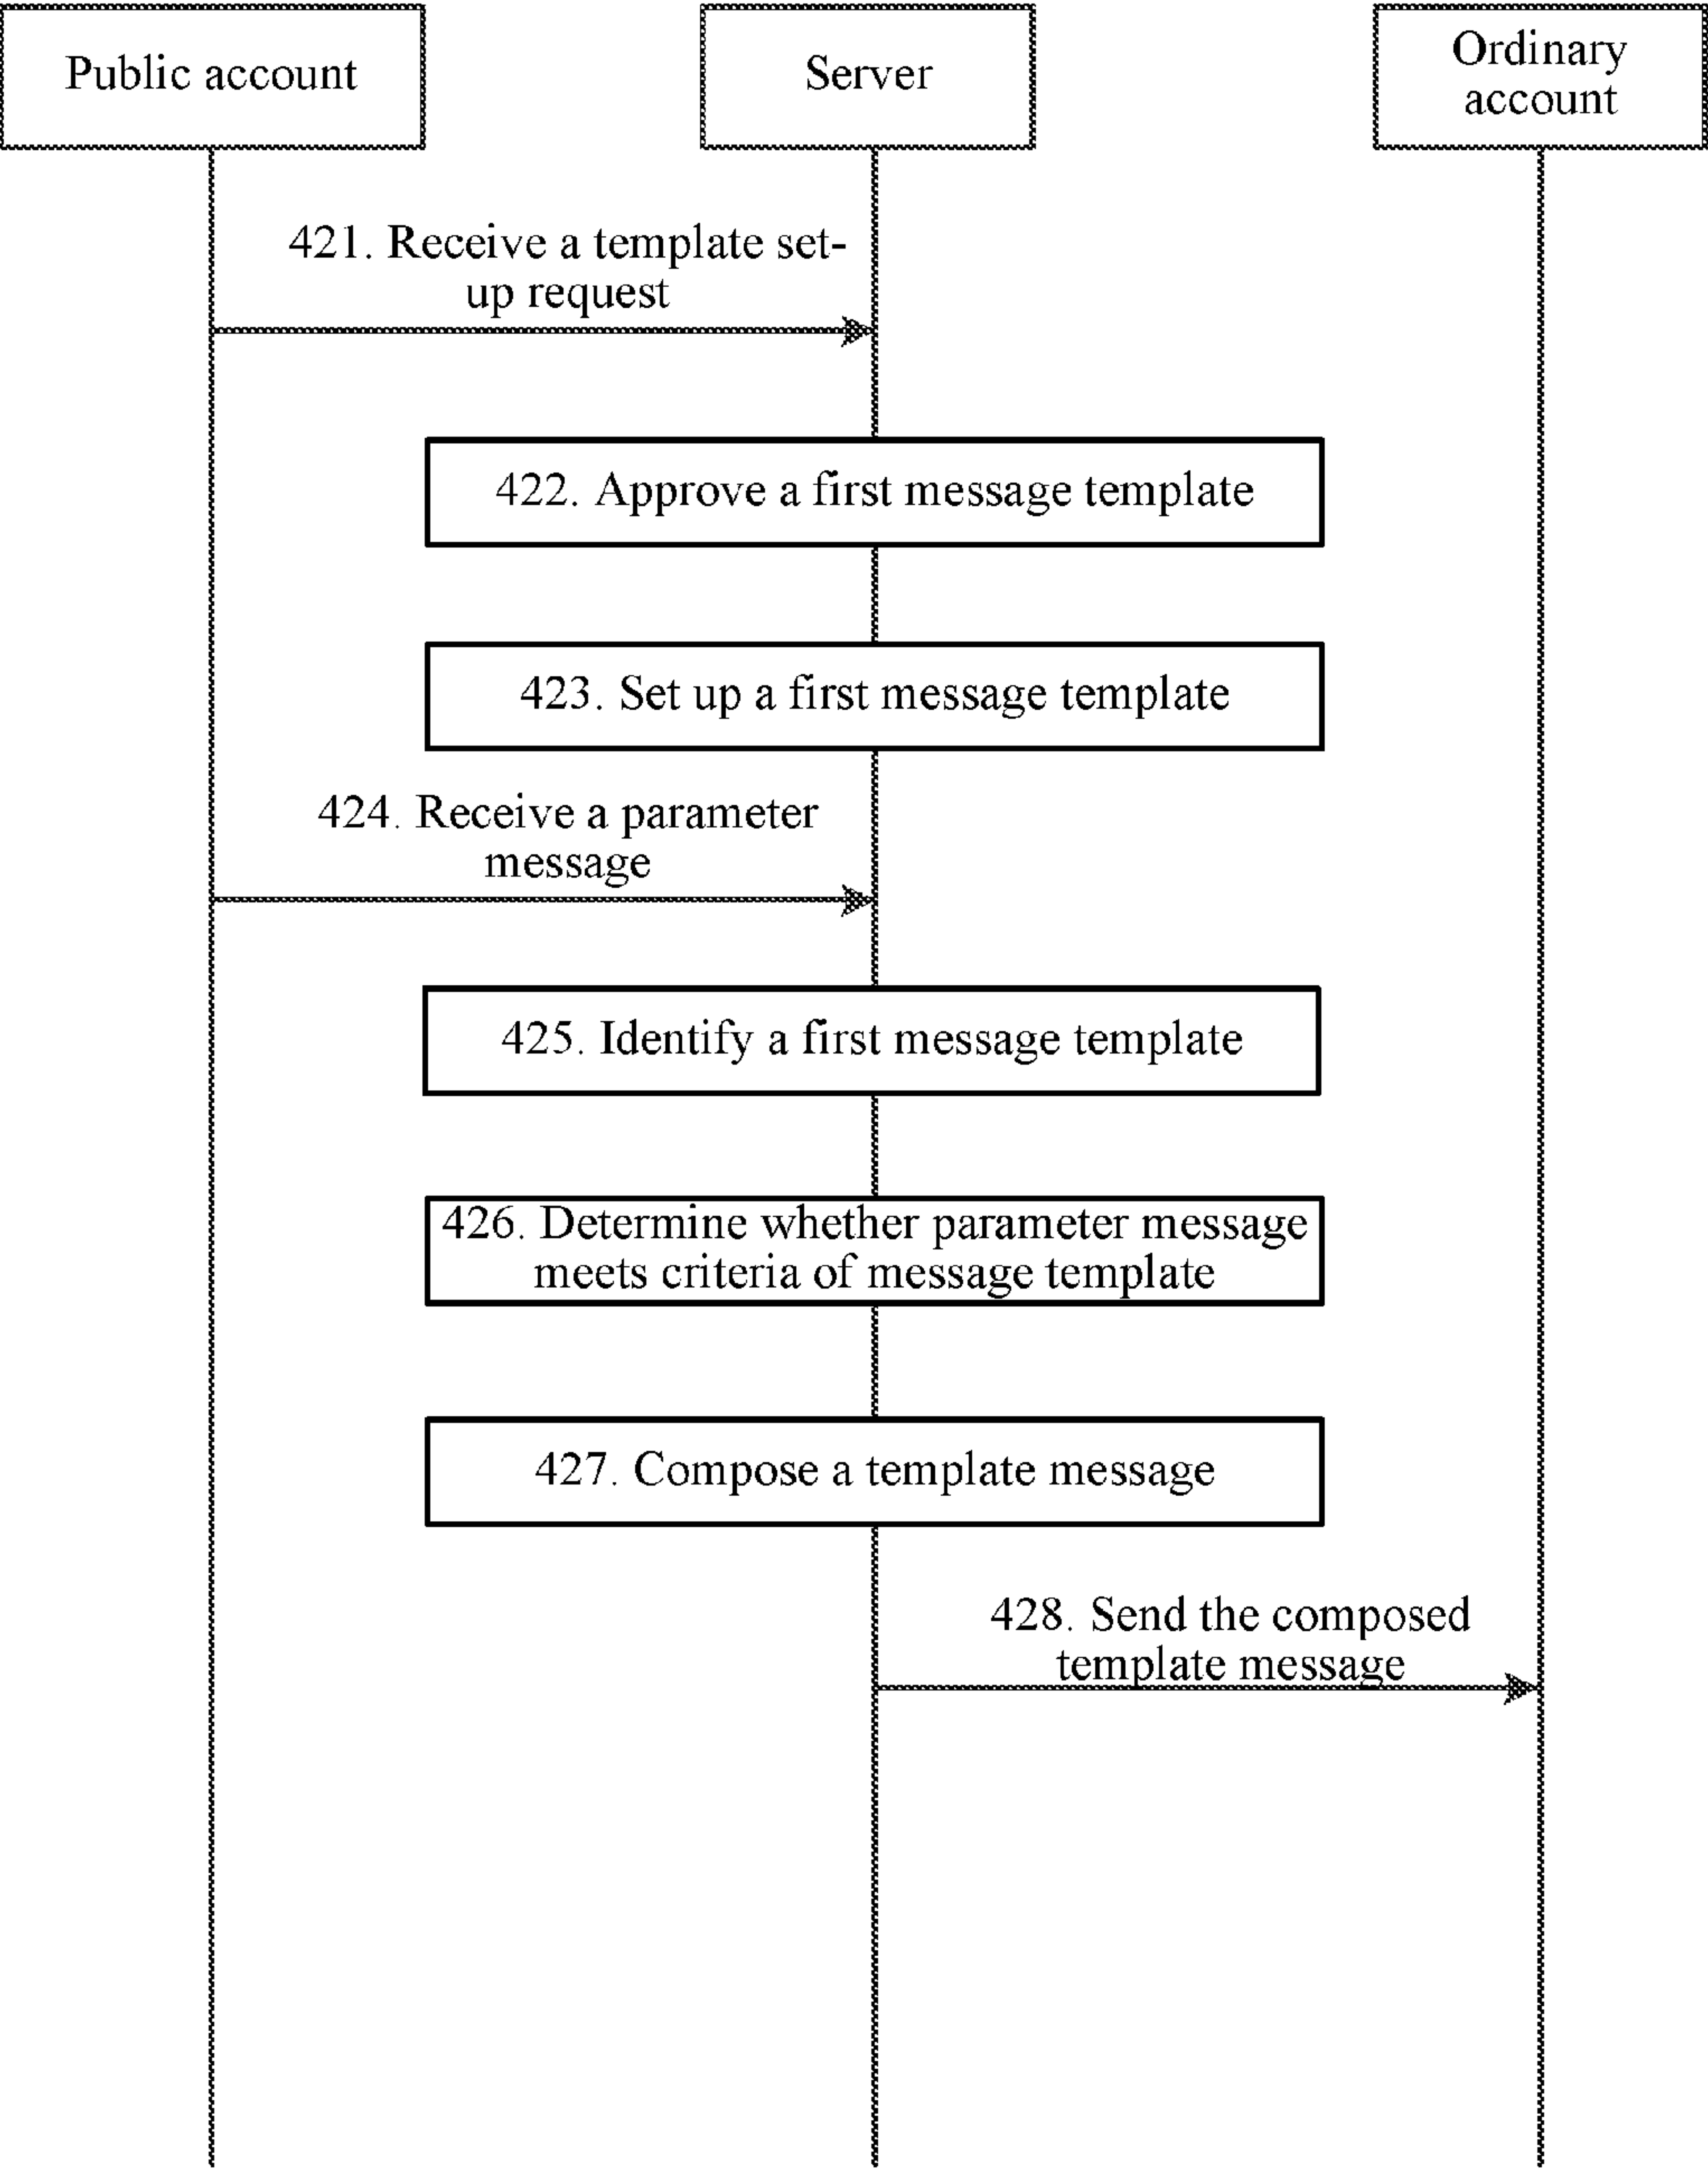 Public account
Server
Ordinary
account
421. Receive a template set-
up request
422. Approve a first message template
423. Set up a first message template
424. Receive a parameter
message
425. Identify a first message template
426. Determine whether parameter message
meets criteria of message template
427. Compose a template message
428. Send the composed
template message